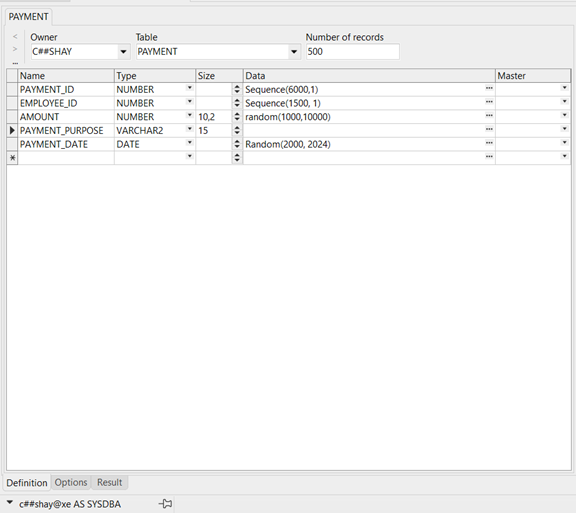 PAYMENT
< Owner Table Number of records
> C##SHAY PAYMENT 500
...
Name Type Size Data Master
PAYMENT_ID NUMBER Sequence(6000,1) ...
EMPLOYEE_ID NUMBER Sequence(1500, 1) ...
AMOUNT NUMBER 10,2 random(1000,10000) ...
PAYMENT_PURPOSE VARCHAR2 15 ...
PAYMENT_DATE DATE Random(2000, 2024) ...
* ...
Definition Options Result
c##shay@xe AS SYSDBA